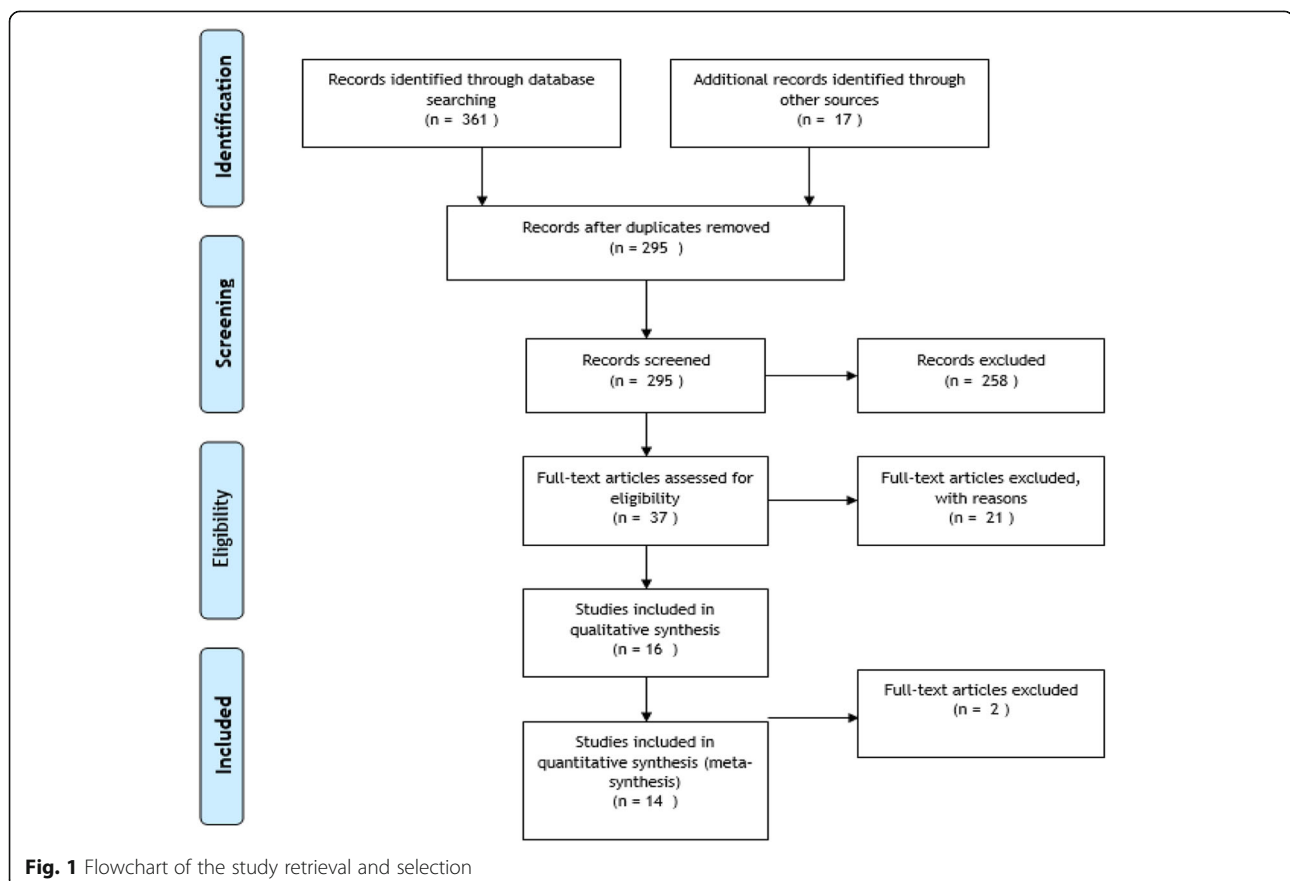 Identification
Records identified through database
searching
(n = 361 )
Additional records identified through
other sources
(n = 17 )
Records after duplicates removed
(n = 295 )
Screening
Records screened
(n = 295 )
Records excluded
(n = 258 )
Eligibility
Full-text articles assessed for
eligibility
(n = 37 )
Full-text articles excluded,
with reasons
(n = 21 )
Studies included in
qualitative synthesis
(n = 16 )
Included
Full-text articles excluded
(n = 2 )
Studies included in
quantitative synthesis (meta-
synthesis)
(n = 14 )
Fig. 1 Flowchart of the study retrieval and selection